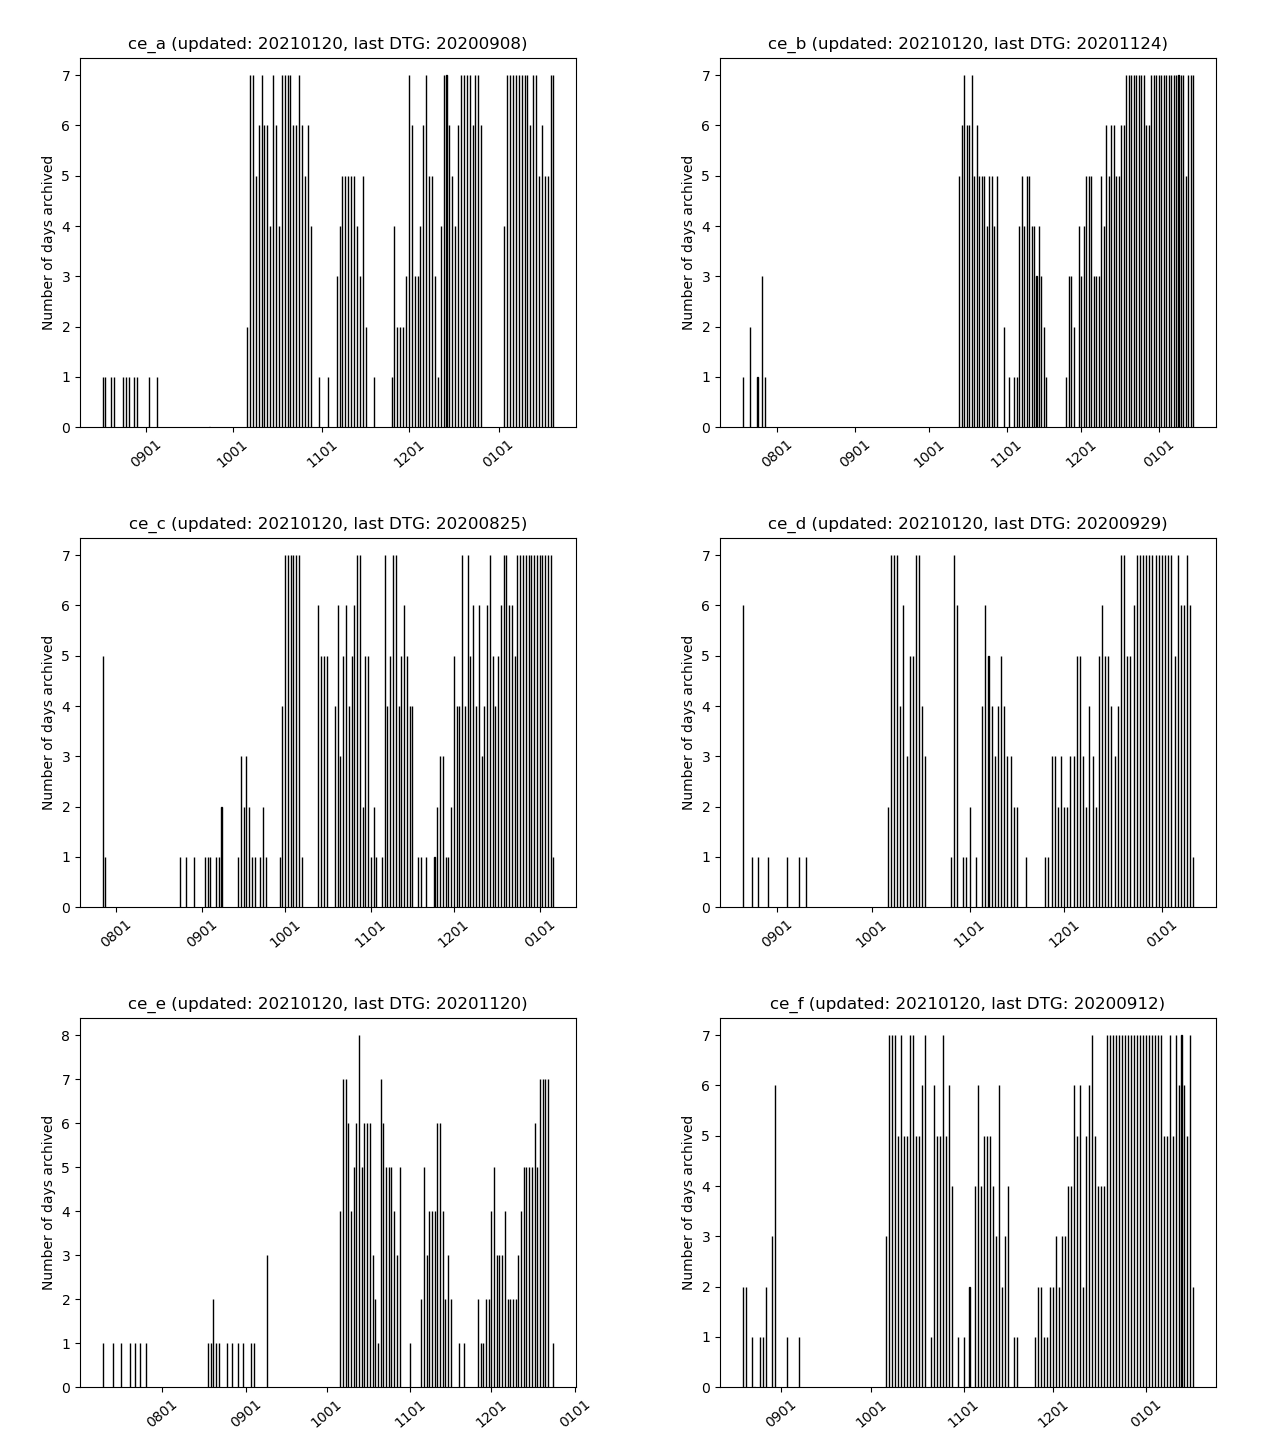 ce_a (updated: 20210120, last DTG: 20200908)
Number of days archived
7
6
5
4
3
2
1
0
0901 1001 1101 1201 0101
ce_b (updated: 20210120, last DTG: 20201124)
Number of days archived
7
6
5
4
3
2
1
0
0801 0901 1001 1101 1201 0101
ce_c (updated: 20210120, last DTG: 20200825)
Number of days archived
7
6
5
4
3
2
1
0
0801 0901 1001 1101 1201 0101
ce_d (updated: 20210120, last DTG: 20200929)
Number of days archived
7
6
5
4
3
2
1
0
0901 1001 1101 1201 0101
ce_e (updated: 20210120, last DTG: 20201120)
Number of days archived
8
7
6
5
4
3
2
1
0
0801 0901 1001 1101 1201 0101
ce_f (updated: 20210120, last DTG: 20200912)
Number of days archived
7
6
5
4
3
2
1
0
0901 1001 1101 1201 0101